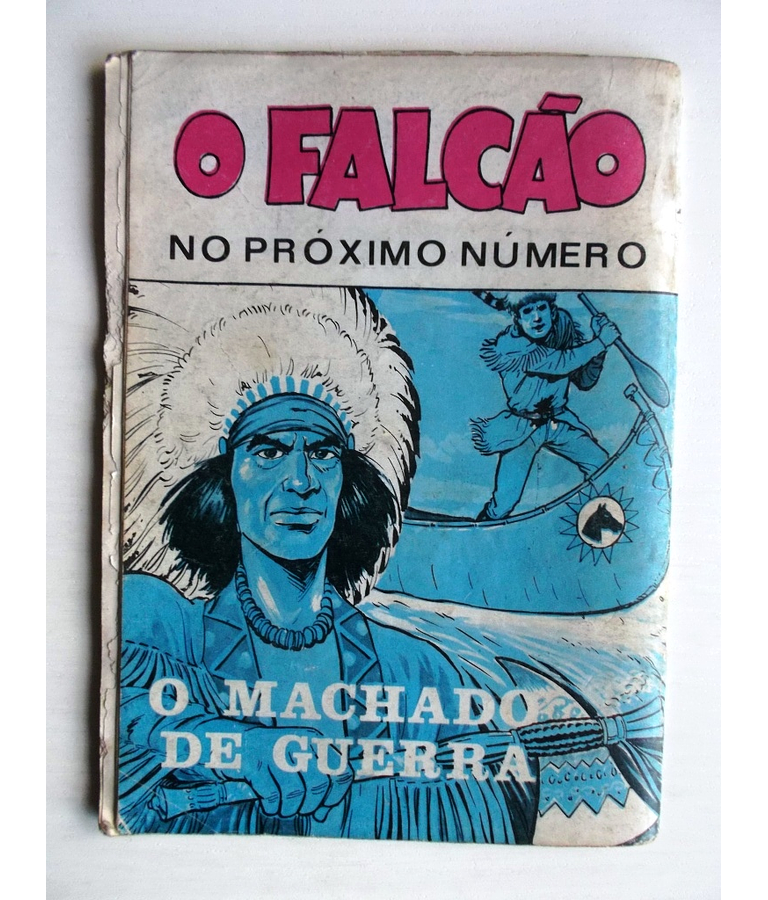 O FALCÃO
NO PRÓXIMO NÚMERO
O MACHADO
DE GUERRA